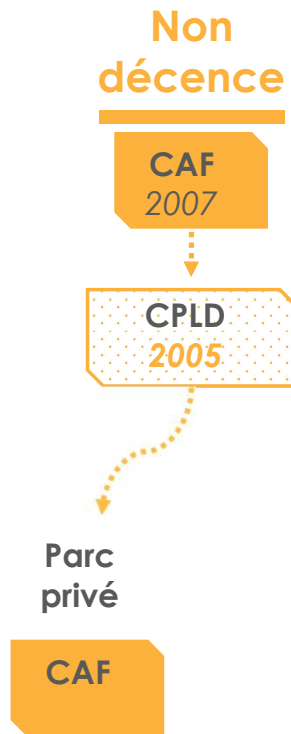 Non
décence
CAF
2007
CPLD
2005
Parc
privé
CAF